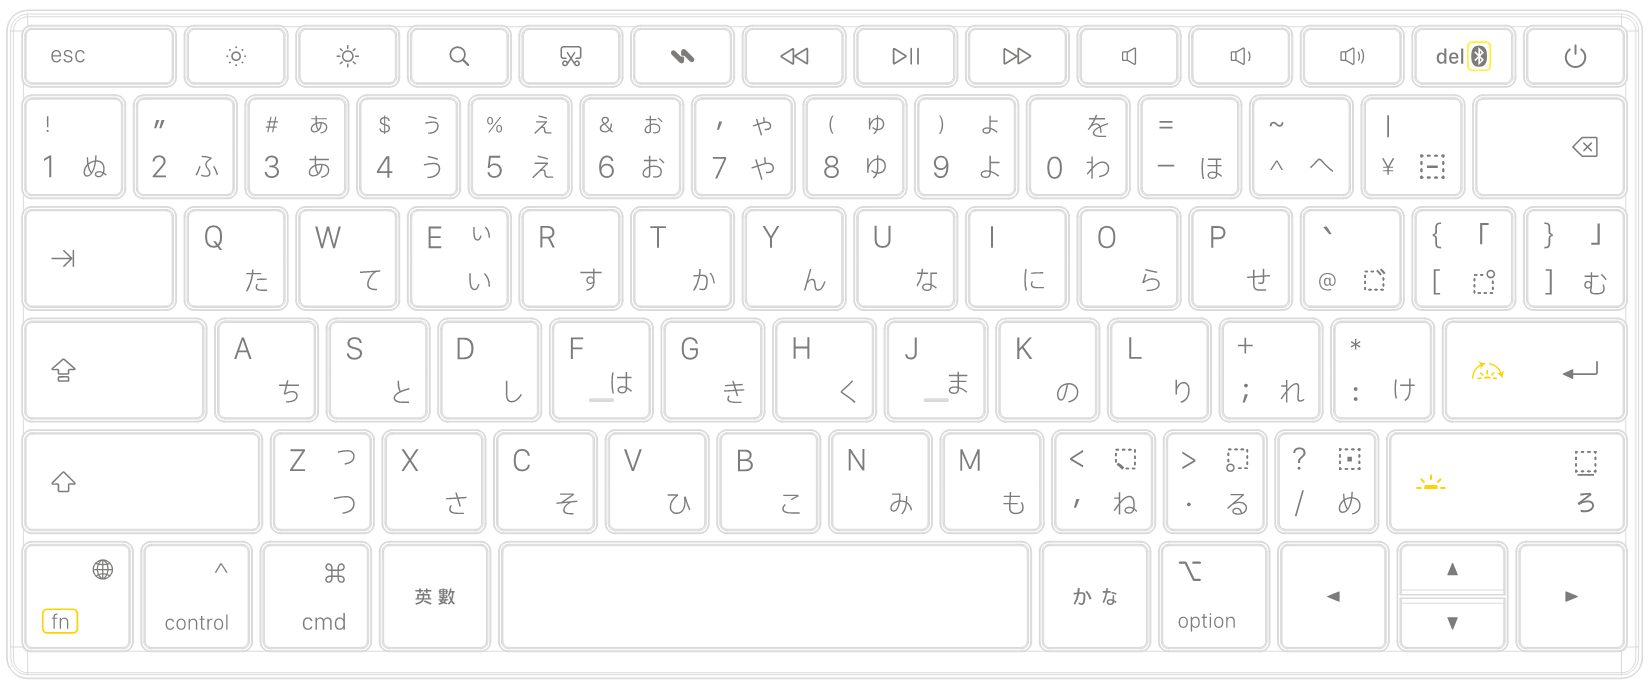 esc del
! " # あ $ う % え & お ' や ( ゆ ) よ を = ~ |
1 ぬ 2 ふ 3 あ 4 う 5 え 6 お 7 や 8 ゆ 9 よ 0 わ − ほ ^ へ ¥
Q W E い R T Y U I O P ` { 「 } 」
た て い す か ん な に ら せ @ [ ] む
A S D F G H J K L + *
ち と し は き く ま の り ; れ : け
Z っ X C V B N M < > ?
つ さ そ ひ こ み も , ね . る / め ろ
^ ⌘ ⌥
fn control cmd 英數 かな option